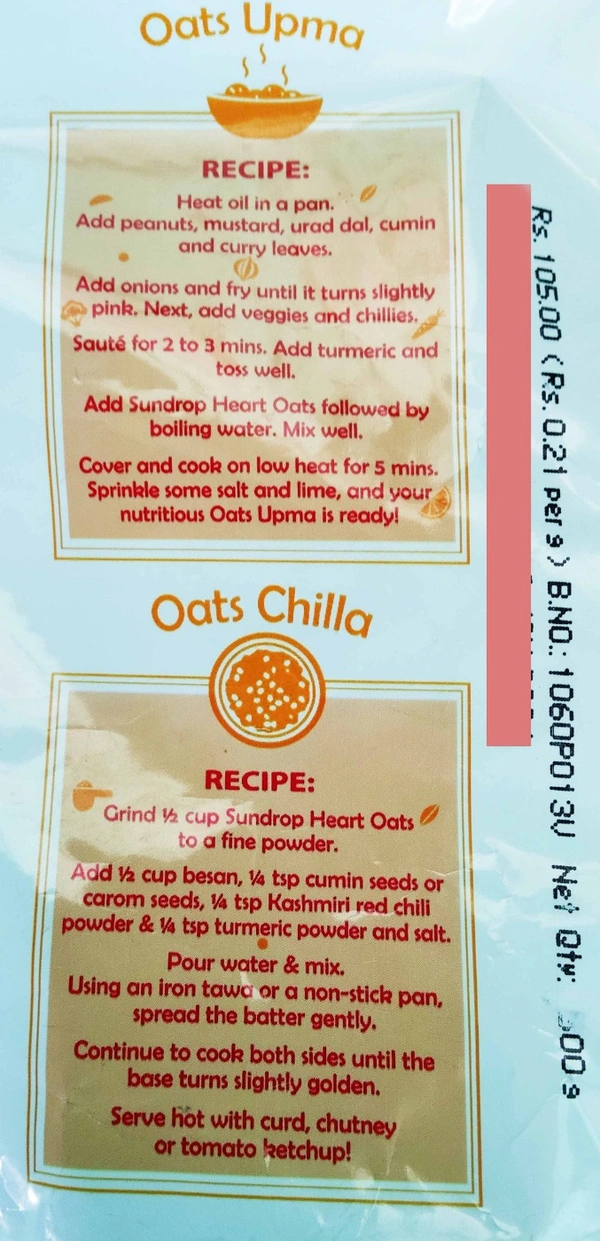 Oats Upma
RECIPE:
Heat oil in a pan.
Add peanuts, mustard, urad dal, cumin
and curry leaves.
Add onions and fry until it turns slightly
pink. Next, add veggies and chillies.
Sauté for 2 to 3 mins. Add turmeric and
toss well.
Add Sundrop Heart Oats followed by
boiling water. Mix well.
Cover and cook on low heat for 5 mins.
Sprinkle some salt and lime, and your
nutritious Oats Upma is ready!
Oats Chilla
RECIPE:
Grind ½ cup Sundrop Heart Oats
to a fine powder.
Add ½ cup besan, ¼ tsp cumin seeds or
carom seeds, ¼ tsp Kashmiri red chili
powder & ¼ tsp turmeric powder and salt.
Pour water & mix.
Using an iron tawa or a non-stick pan,
spread the batter gently.
Continue to cook both sides until the
base turns slightly golden.
Serve hot with curd, chutney
or tomato ketchup!
Rs. 105.00 ( Rs. 0.21 per g ) B.NO.: 1060P013V Net Qty: 00 g